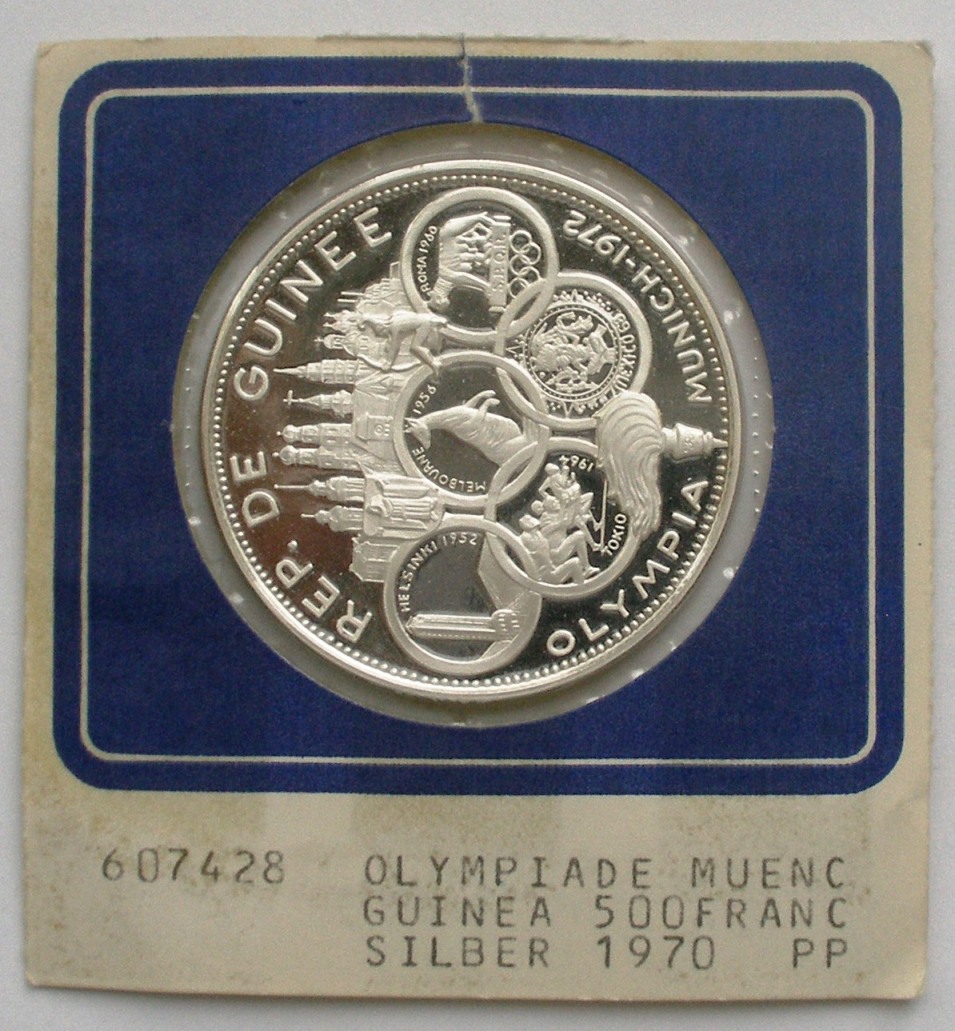 REP. DE GUINEE
MUNICH-1972
OLYMPIA
ROMA 1960
S.P.Q.R.
MEXICO 68
MELBOURNE 1956
1964
TOKIO
HELSINKI 1952
607428 OLYMPIADE MUENC
GUINEA 500FRANC
SILBER 1970 PP